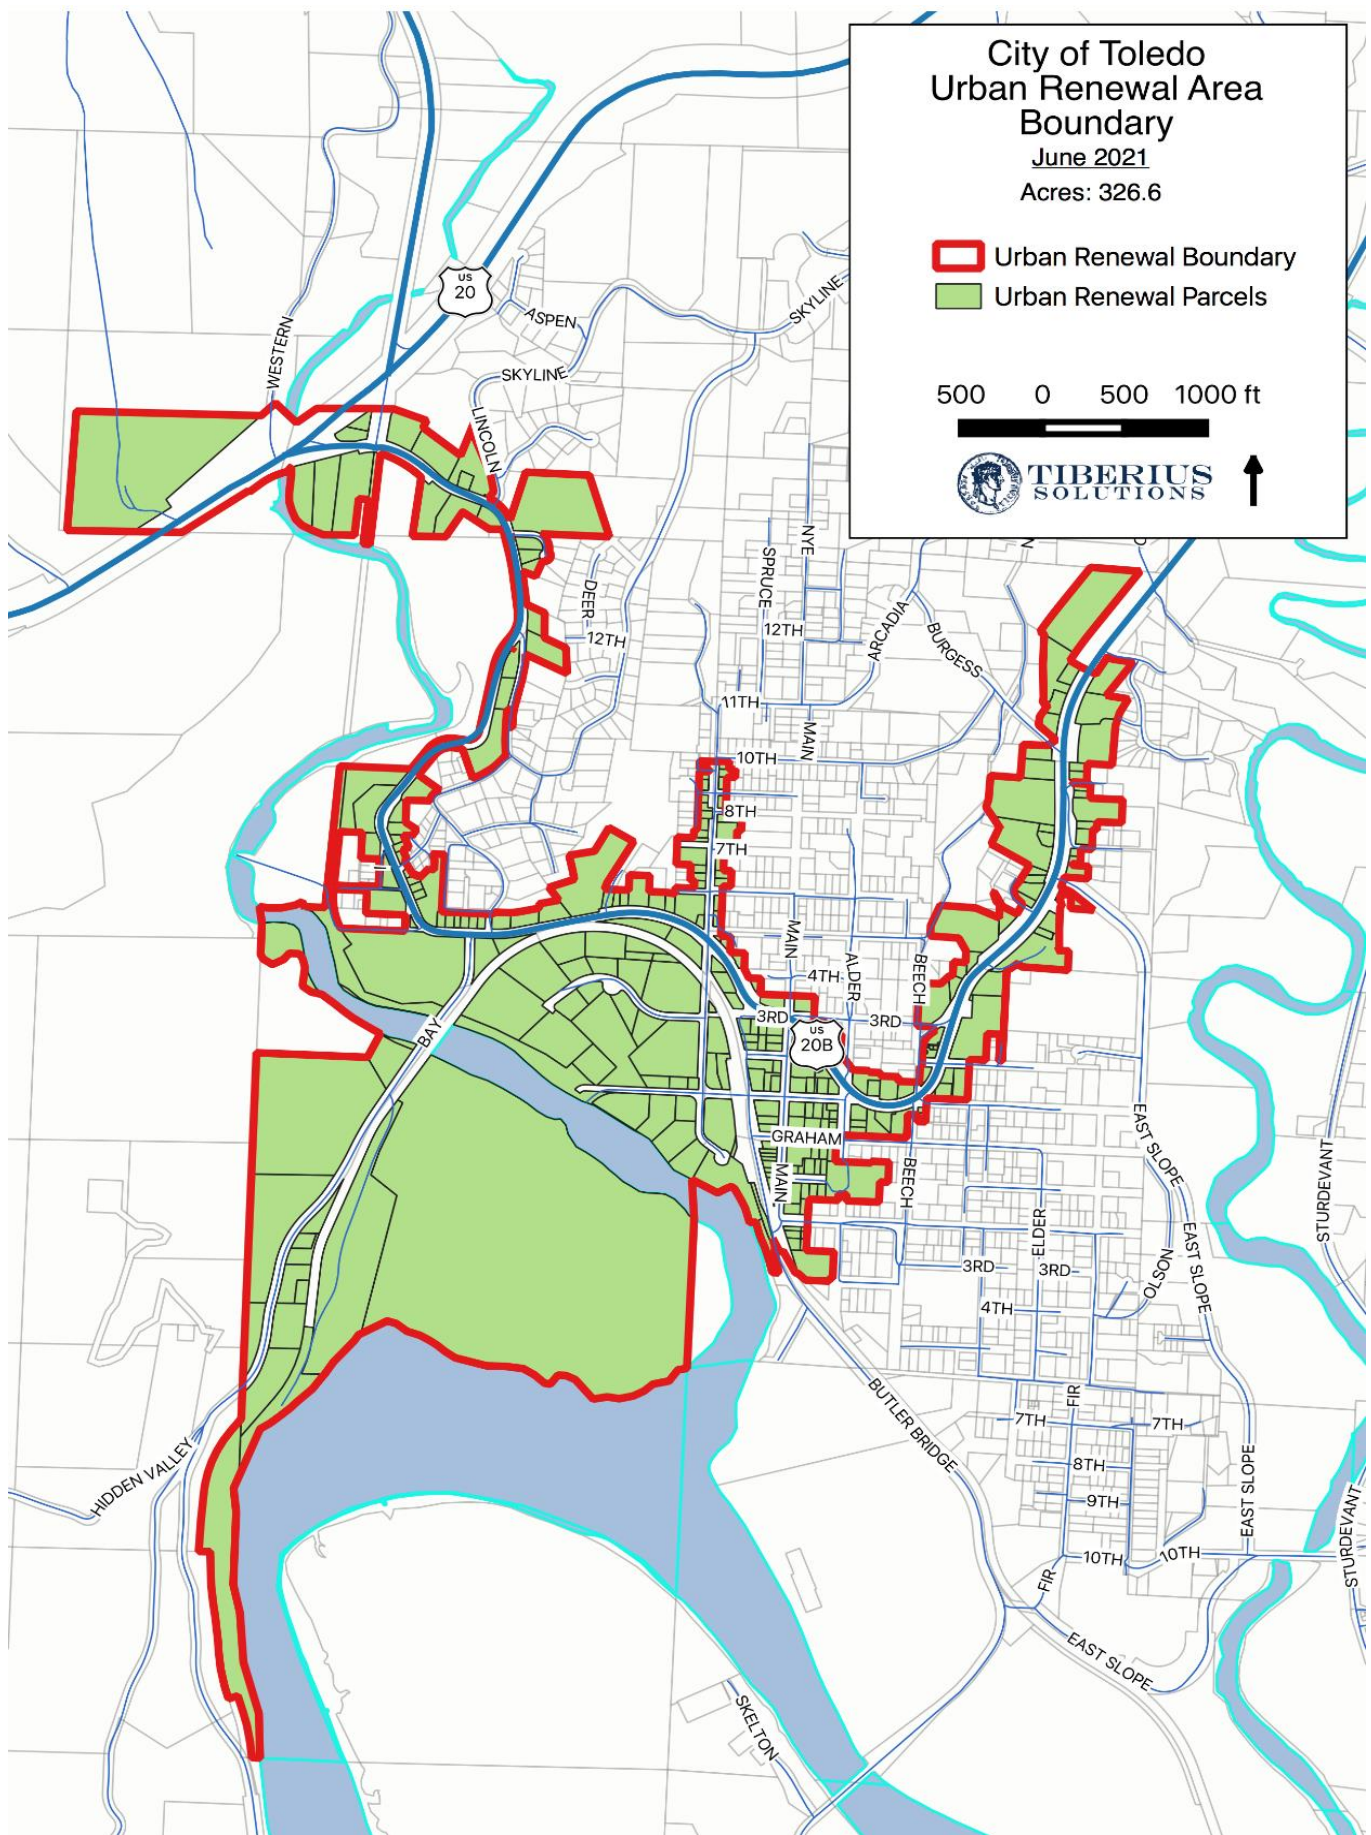 City of Toledo
Urban Renewal Area
Boundary
June 2021
Acres: 326.6
Urban Renewal Boundary
Urban Renewal Parcels
500 0 500 1000 ft
TIBERIUS
SOLUTIONS
US
20
ASPEN
SKYLINE
WESTERN
SKYLINE
LINCOLN
NYE
SPRUCE
DEER
12TH
12TH
ARCADIA
BURGESS
11TH
MAIN
10TH
8TH
7TH
MAIN
4TH
ALDER
BEECH
3RD
US
20B
3RD
BAY
GRAHAM
MAIN
BEECH
EAST SLOPE
STURDEVANT
ELDER
EAST SLOPE
3RD
3RD
OLSON
4TH
BUTLER BRIDGE
FIR
7TH
7TH
HIDDEN VALLEY
8TH
EAST SLOPE
9TH
STURDEVANT
10TH
10TH
FIR
EAST SLOPE
SKELTON